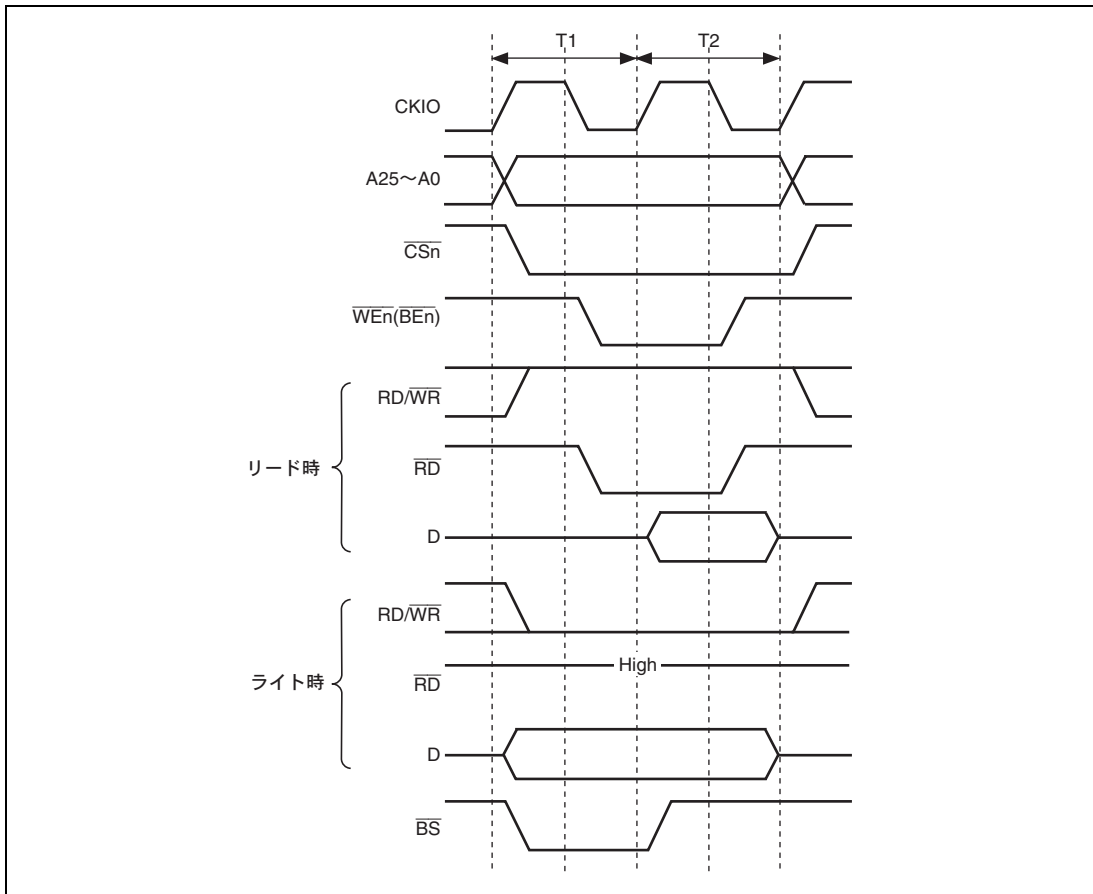 T1 T2
CKIO
A25～A0
CSn
WEn(BEn)
リード時
RD/WR
RD
D
ライト時
RD/WR
RD
High
D
BS